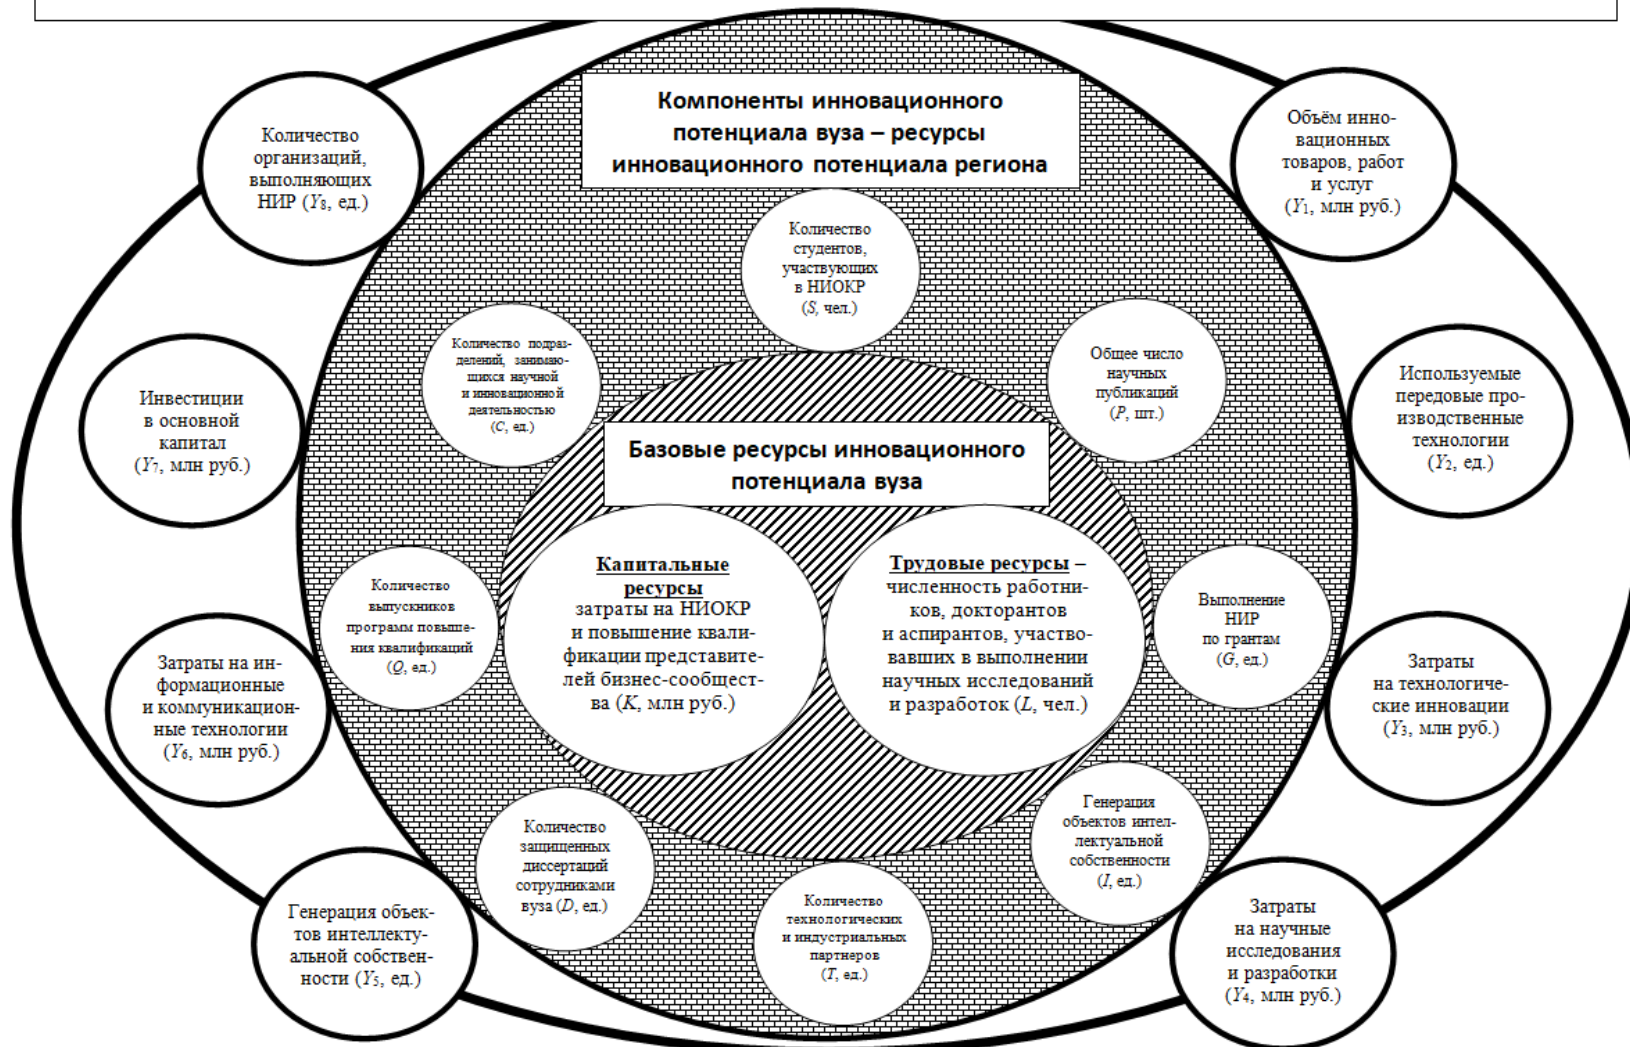 Компоненты инновационного
потенциала вуза – ресурсы
инновационного потенциала региона
Количество
организаций,
выполняющих
НИР (Y8, ед.)
Объём инно-
вационных
товаров, работ
и услуг
(Y1, млн руб.)
Количество
студентов,
участвующих
в НИОКР
(S, чел.)
Количество подраз-
делений, занимаю-
щихся научной
и инновационной
деятельностью
(C, ед.)
Общее число
научных
публикаций
(P, шт.)
Инвестиции
в основной
капитал
(Y7, млн руб.)
Используемые
передовые про-
изводственные
технологии
(Y2, ед.)
Базовые ресурсы инновационного
потенциала вуза
Капитальные
ресурсы
затраты на НИОКР
и повышение квали-
фикации представите-
лей бизнес-сообщест-
ва (K, млн руб.)
Трудовые ресурсы –
численность работни-
ков, докторантов
и аспирантов, участво-
вавших в выполнении
научных исследований
и разработок (L, чел.)
Количество
выпускников
программ повыше-
ния квалификаций
(Q, ед.)
Выполнение
НИР
по грантам
(G, ед.)
Затраты на ин-
формационные
и коммуникацион-
ные технологии
(Y6, млн руб.)
Затраты
на технологиче-
ские инновации
(Y3, млн руб.)
Количество
защищенных
диссертаций
сотрудниками
вуза (D, ед.)
Генерация
объектов интел-
лектуальной
собственности
(I, ед.)
Количество
технологических
и индустриальных
партнеров
(T, ед.)
Генерация объек-
тов интеллекту-
альной собствен-
ности (Y5, ед.)
Затраты
на научные
исследования
и разработки
(Y4, млн руб.)